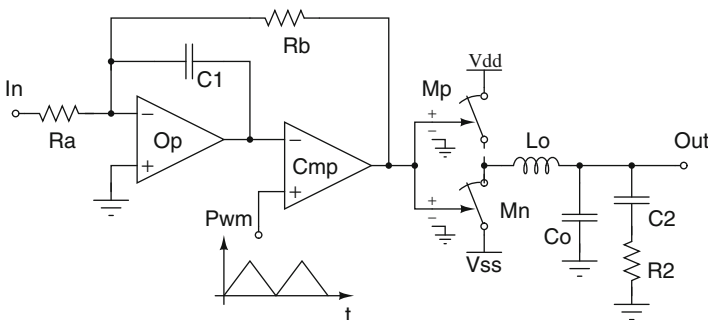 Rb
Vdd
C1
Mp
In
Ra
−
Op
+
−
Cmp
+
+
−
Lo
Out
Pwm
+
−
Mn
Vss
Co
C2
R2
t